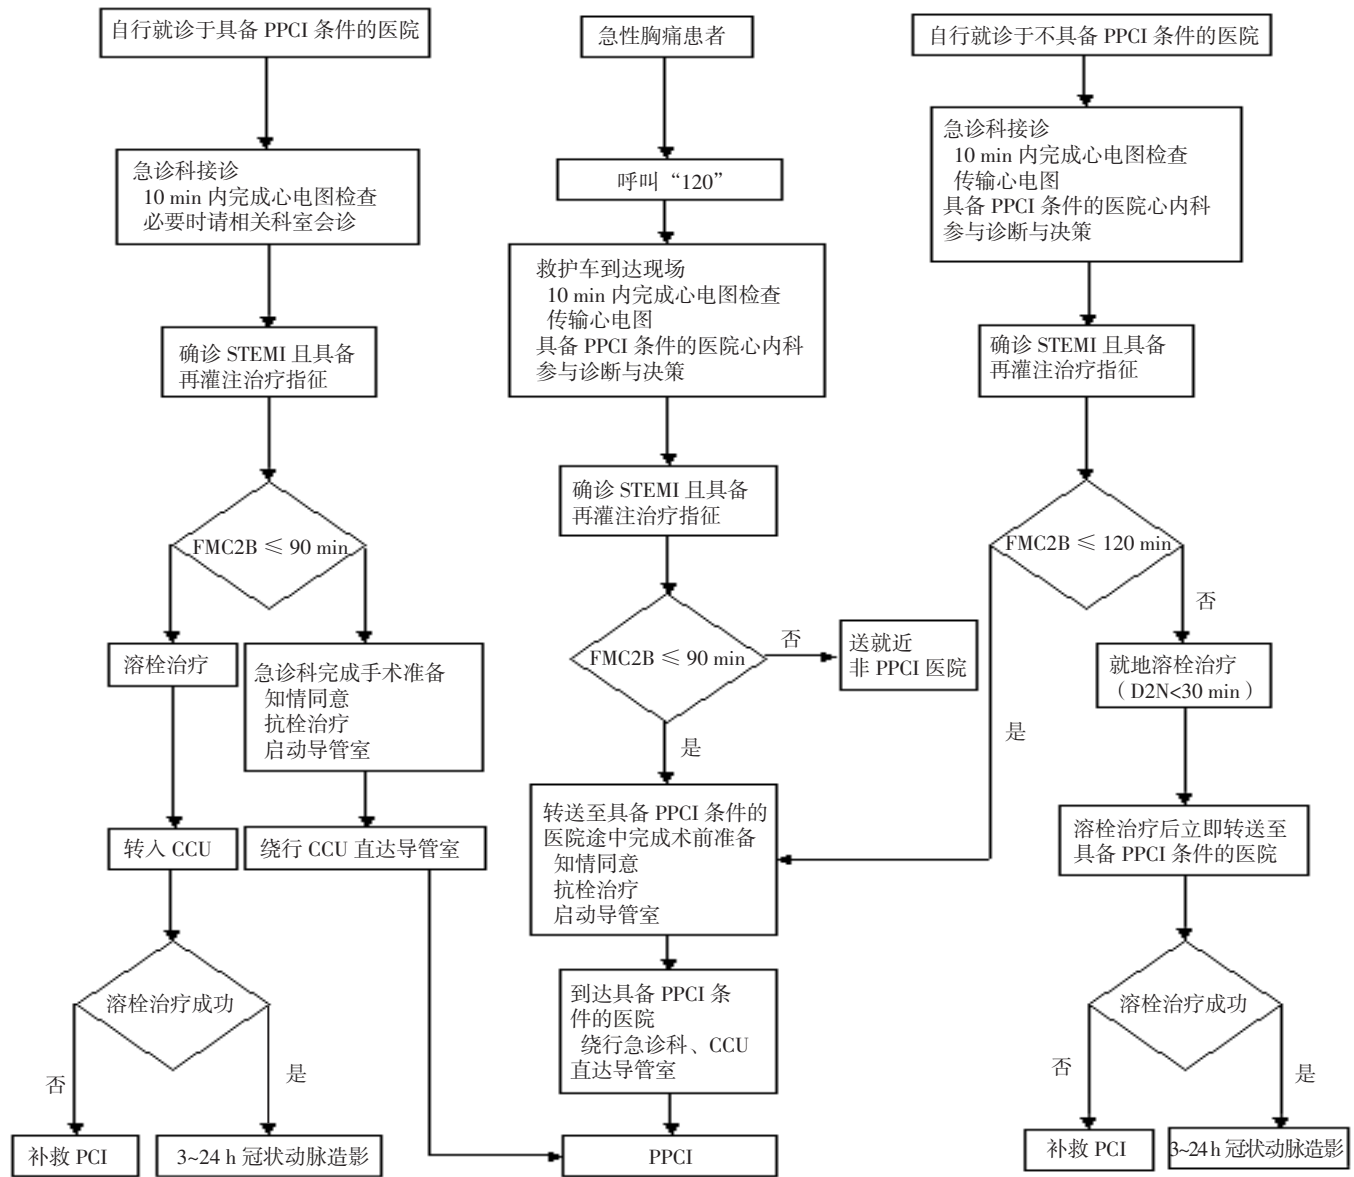 自行就诊于具备 PPCI 条件的医院
急诊科接诊
10 min 内完成心电图检查
必要时请相关科室会诊
确诊 STEMI 且具备
再灌注治疗指征
FMC2B ≤ 90 min
溶栓治疗
急诊科完成手术准备
知情同意
抗栓治疗
启动导管室
转入 CCU
绕行 CCU 直达导管室
溶栓治疗成功
否
是
补救 PCI
3~24 h 冠状动脉造影
急性胸痛患者
呼叫“120”
救护车到达现场
10 min 内完成心电图检查
传输心电图
具备 PPCI 条件的医院心内科
参与诊断与决策
确诊 STEMI 且具备
再灌注治疗指征
FMC2B ≤ 90 min
否
送就近
非 PPCI 医院
是
转送至具备 PPCI 条件的
医院途中完成术前准备
知情同意
抗栓治疗
启动导管室
到达具备 PPCI 条
件的医院
绕行急诊科、CCU
直达导管室
PPCI
自行就诊于不具备 PPCI 条件的医院
急诊科接诊
10 min 内完成心电图检查
传输心电图
具备 PPCI 条件的医院心内科
参与诊断与决策
确诊 STEMI 且具备
再灌注治疗指征
FMC2B ≤ 120 min
否
是
就地溶栓治疗
（D2N<30 min）
溶栓治疗后立即转送至
具备 PPCI 条件的医院
溶栓治疗成功
否
是
补救 PCI
3~24 h 冠状动脉造影